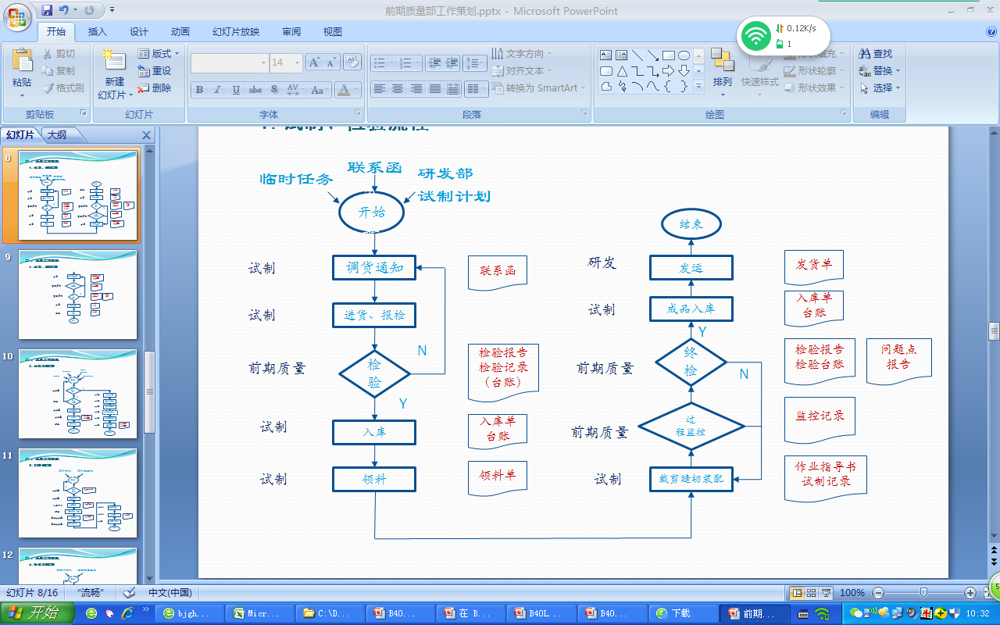 前期质量部工作策划.pptx - Microsoft PowerPoint
0.12K/s
1
开始 插入 设计 动画 幻灯片放映 审阅 视图
粘贴 剪切 复制 格式刷 剪贴板
新建
幻灯片 版式 重设 删除 幻灯片
14
B I U abc S AV Aa A 字体
文字方向 对齐文本 转换为 SmartArt 段落
排列 快速样式 形状填充 形状轮廓 形状效果 绘图
查找 替换 选择 编辑
幻灯片 大纲
8
9
10
11
12
联系函
临时任务
研发部
试制计划
开始
试制 调货通知 联系函
试制 进货、报检
前期质量 检
验 N Y
检验报告
检验记录
（台账）
试制 入库
入库单
台账
试制 领料 领料单
结束
研发 发运 发货单
试制 成品入库
入库单
台账
Y
前期质量 终
检 N
检验报告
检验台账
问题点
报告
前期质量 过
程监控 监控记录
试制 裁剪缝纫装配
作业指导书
试制记录
幻灯片 8/16 “流畅” 中文(中国) 100%
开始 bjgh... Micr... C:\D... B40... 在 B... B40L... B40... 下载 前期... 10:32